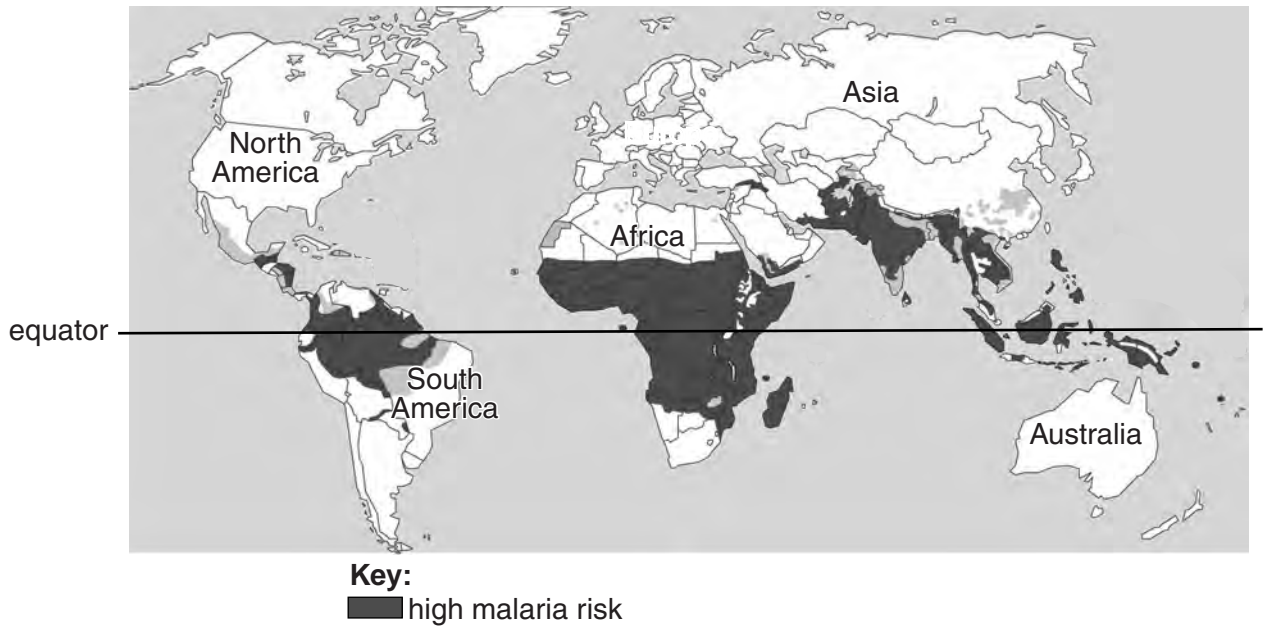 Asia
North
America
Africa
equator
South
America
Australia
Key:
high malaria risk